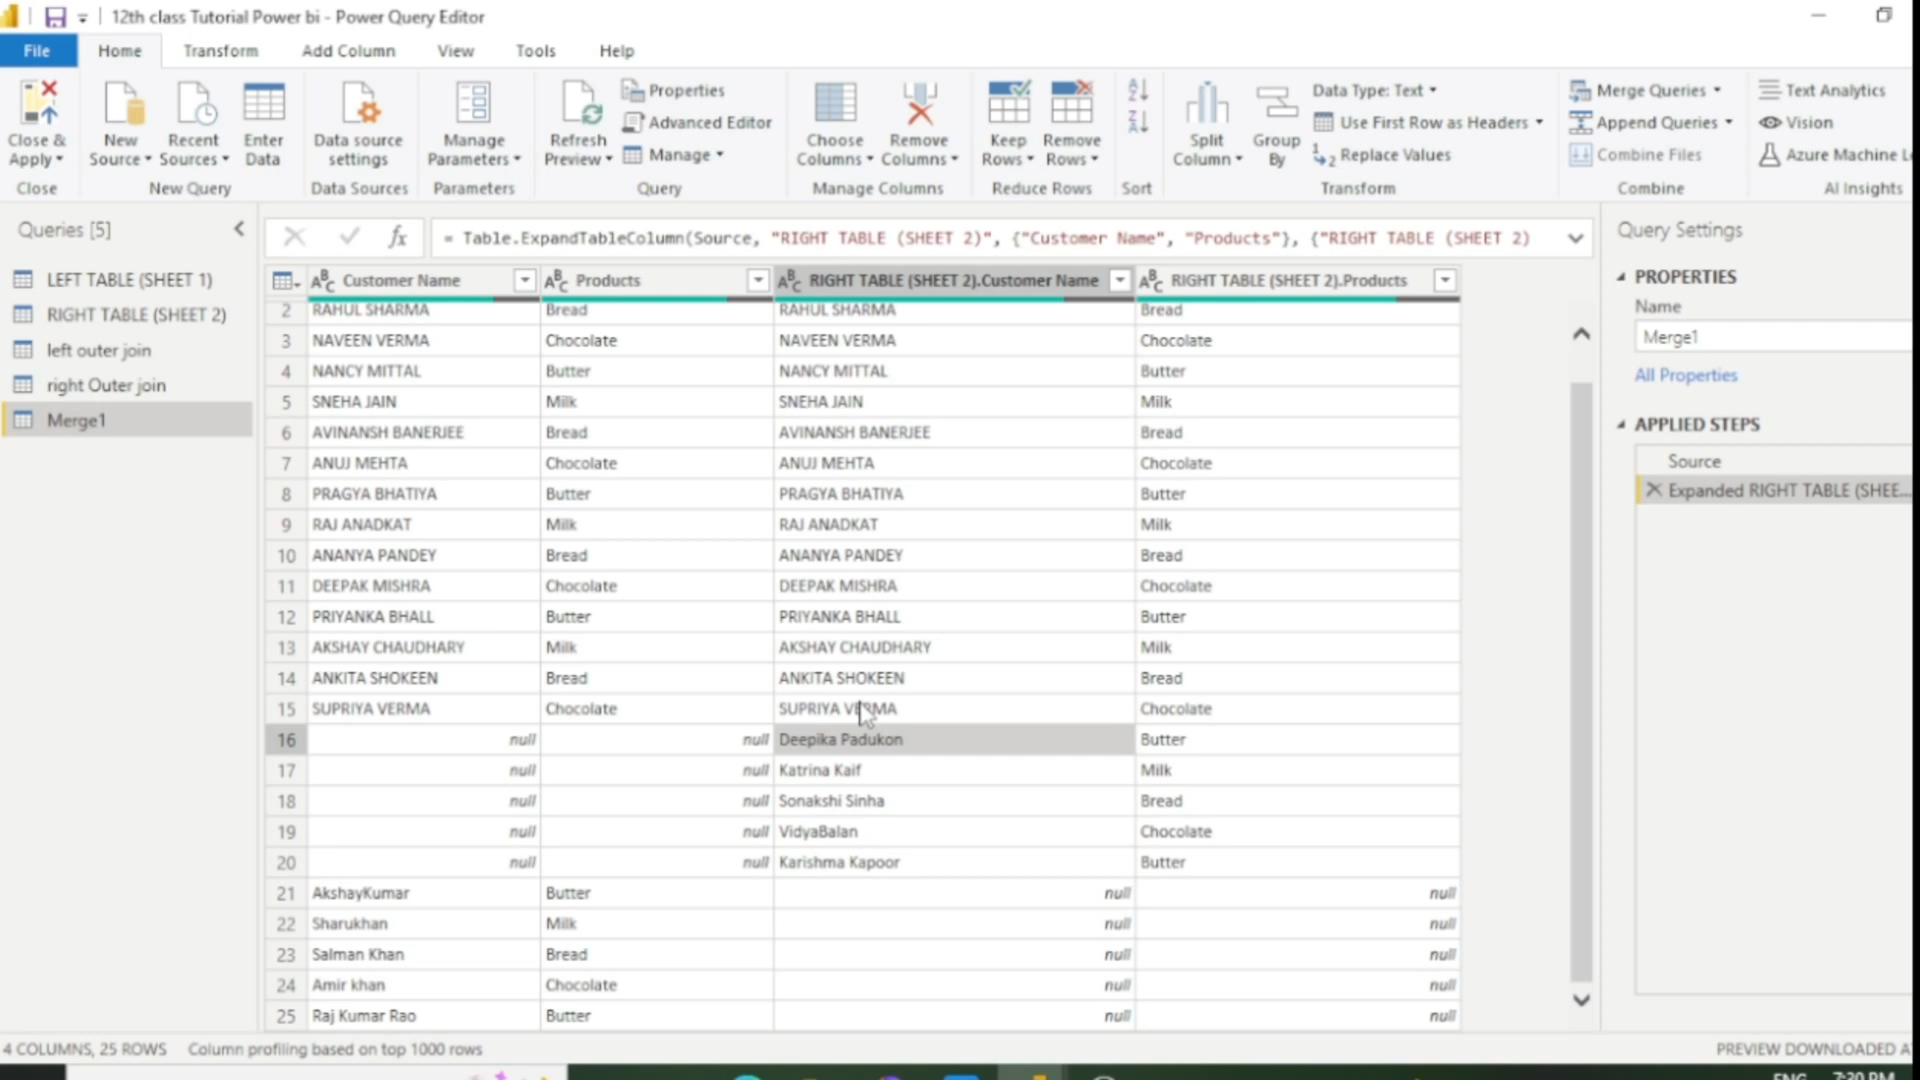 12th class Tutorial Power bi - Power Query Editor
File Home Transform Add Column View Tools Help
Close & Apply
New Source
Recent Sources
Enter Data
Data source settings
Manage Parameters
Refresh Preview
Properties
Advanced Editor
Manage
Choose Columns
Remove Columns
Keep Rows
Remove Rows
Split Column
Group By
Data Type: Text
Use First Row as Headers
Replace Values
Merge Queries
Append Queries
Combine Files
Text Analytics
Vision
Azure Machine
Close New Query Data Sources Parameters Query Manage Columns Reduce Rows Sort Transform Combine AI Insights
Queries [5]
LEFT TABLE (SHEET 1)
RIGHT TABLE (SHEET 2)
left outer join
right Outer join
Merge1
fx = Table.ExpandTableColumn(Source, "RIGHT TABLE (SHEET 2)", {"Customer Name", "Products"}, {"RIGHT TABLE (SHEET 2)
Customer Name Products RIGHT TABLE (SHEET 2).Customer Name RIGHT TABLE (SHEET 2).Products
2 RAHUL SHARMA Bread RAHUL SHARMA Bread
3 NAVEEN VERMA Chocolate NAVEEN VERMA Chocolate
4 NANCY MITTAL Butter NANCY MITTAL Butter
5 SNEHA JAIN Milk SNEHA JAIN Milk
6 AVINANSH BANERJEE Bread AVINANSH BANERJEE Bread
7 ANUJ MEHTA Chocolate ANUJ MEHTA Chocolate
8 PRAGYA BHATIYA Butter PRAGYA BHATIYA Butter
9 RAJ ANADKAT Milk RAJ ANADKAT Milk
10 ANANYA PANDEY Bread ANANYA PANDEY Bread
11 DEEPAK MISHRA Chocolate DEEPAK MISHRA Chocolate
12 PRIYANKA BHALL Butter PRIYANKA BHALL Butter
13 AKSHAY CHAUDHARY Milk AKSHAY CHAUDHARY Milk
14 ANKITA SHOKEEN Bread ANKITA SHOKEEN Bread
15 SUPRIYA VERMA Chocolate SUPRIYA VERMA Chocolate
16 null null Deepika Padukon Butter
17 null null Katrina Kaif Milk
18 null null Sonakshi Sinha Bread
19 null null VidyaBalan Chocolate
20 null null Karishma Kapoor Butter
21 AkshayKumar Butter null null
22 Sharukhan Milk null null
23 Salman Khan Bread null null
24 Amir khan Chocolate null null
25 Raj Kumar Rao Butter null null
Query Settings
PROPERTIES
Name
Merge1
All Properties
APPLIED STEPS
Source
Expanded RIGHT TABLE (SHEE...
4 COLUMNS, 25 ROWS Column profiling based on top 1000 rows
PREVIEW DOWNLOADED
ENG 7:30 PM